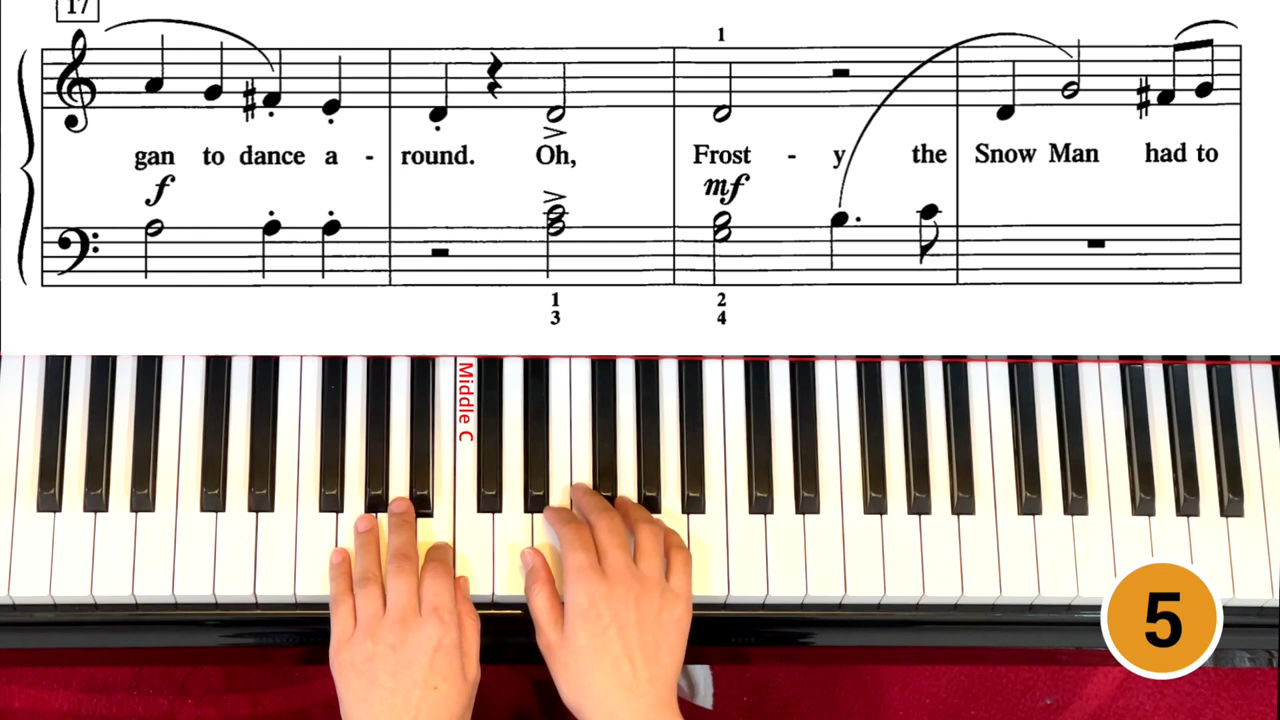 17
1
gan to dance a - round. Oh, Frost - y the Snow Man had to
f mf
1 2
3 4
Middle C
5